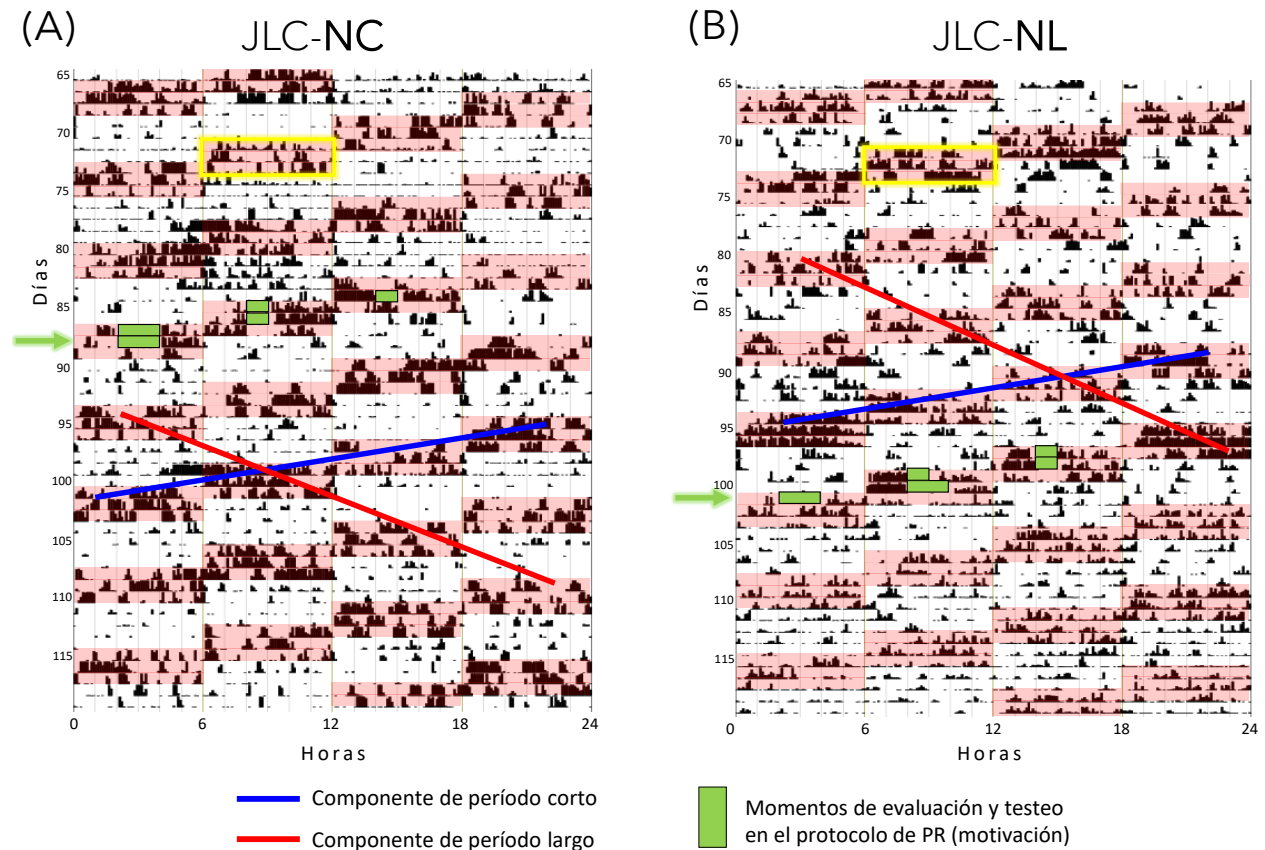 (A)
JLC-NC
65
70
75
80
85
90
95
100
105
110
115
Días
0 6 12 18 24
Horas
(B)
JLC-NL
65
70
75
80
85
90
95
100
105
110
115
Días
0 6 12 18 24
Horas
Componente de período corto
Componente de período largo
Momentos de evaluación y testeo
en el protocolo de PR (motivación)